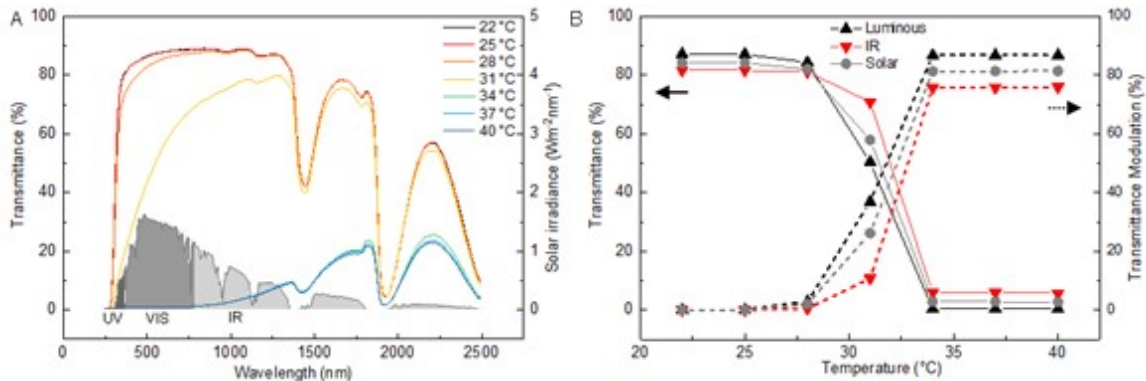 A
100
80
60
40
20
0
Transmittance (%)
UV
VIS
IR
0
500
1000
1500
2000
2500
Wavelength (nm)
5
4
3
2
1
0
Solar irradiance (Wm⁻²nm⁻¹)
22 °C
25 °C
28 °C
31 °C
34 °C
37 °C
40 °C
B
100
80
60
40
20
0
Transmittance (%)
Luminous
IR
Solar
20
25
30
35
40
Temperature (°C)
100
80
60
40
20
0
Transmittance Modulation (%)